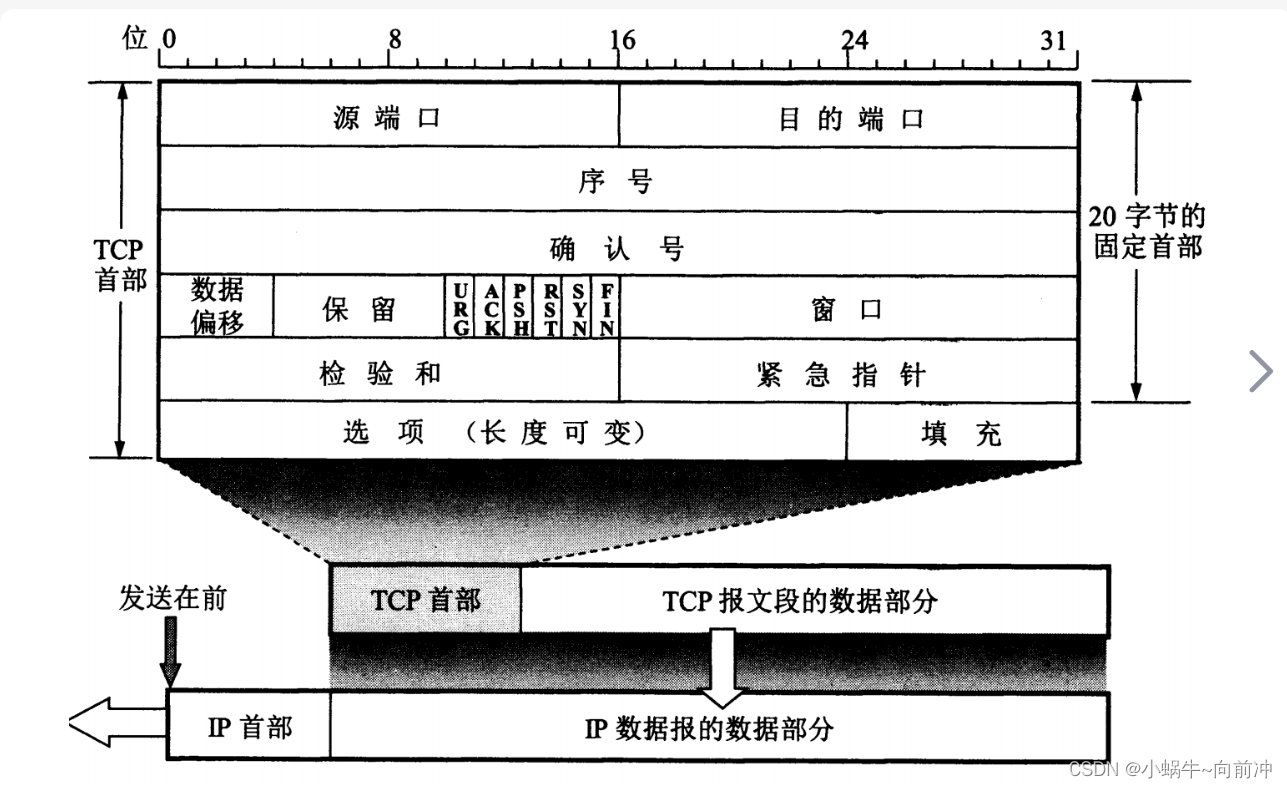 位 0 8 16 24 31
源端口 目的端口
序号
确认号
TCP
首部
20 字节的
固定首部
数据
偏移
保留
URG
ACK
PSH
RST
SYN
FIN
窗口
检验和 紧急指针
选项（长度可变） 填充
发送在前
TCP 首部 TCP 报文段的数据部分
IP 首部 IP 数据报的数据部分
CSDN @小蜗牛~向前冲